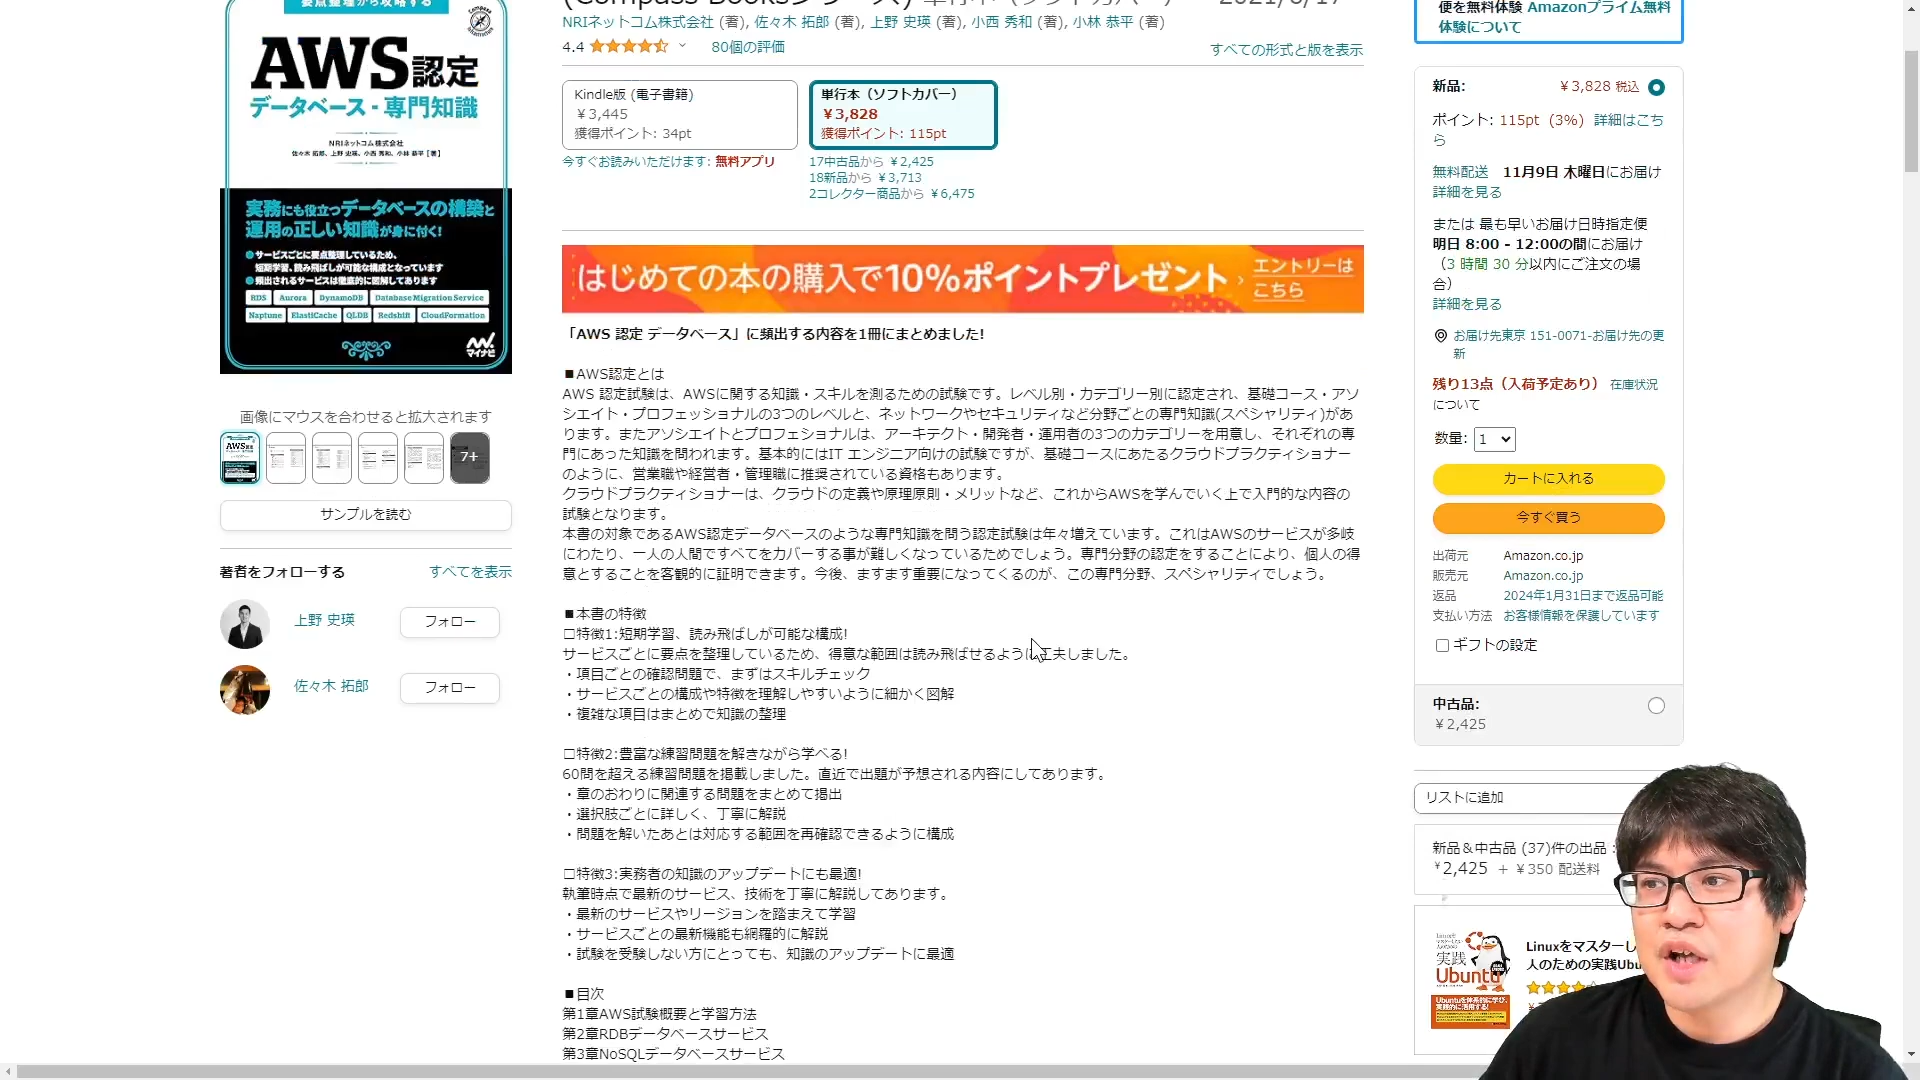 要点整理から攻略する
Compass
AWS認定
データベース - 専門知識
NRIネットコム株式会社
佐々木 拓郎、上野 史瑛、小西 秀和、小林 恭平 [著]
実務にも役立つデータベースの構築と
運用の正しい知識が身に付く!
サービスごとに要点整理しているため、
短期学習、読み飛ばしが可能な構成となっています
頻出されるサービスは徹底的に図解してあります
RDS Aurora DynamoDB Database Migration Service
Neptune ElastiCache QLDB Redshift CloudFormation
マイナビ
画像にマウスを合わせると拡大されます
7+
サンプルを読む
著者をフォローする すべてを表示
上野 史瑛 フォロー
佐々木 拓郎 フォロー
NRIネットコム株式会社 (著), 佐々木 拓郎 (著), 上野 史瑛 (著), 小西 秀和 (著), 小林 恭平 (著)
4.4 80個の評価
すべての形式と版を表示
Kindle版 (電子書籍)
￥3,445
獲得ポイント: 34pt
今すぐお読みいただけます: 無料アプリ
単行本（ソフトカバー）
￥3,828
獲得ポイント: 115pt
17中古品から ￥2,425
18新品から ￥3,713
2コレクター商品から ￥6,475
はじめての本の購入で10%ポイントプレゼント › エントリーは
こちら
「AWS 認定 データベース」に頻出する内容を1冊にまとめました!
■AWS認定とは
AWS 認定試験は、AWSに関する知識・スキルを測るための試験です。レベル別・カテゴリー別に認定され、基礎コース・アソ
シエイト・プロフェッショナルの3つのレベルと、ネットワークやセキュリティなど分野ごとの専門知識(スペシャリティ)があ
ります。またアソシエイトとプロフェショナルは、アーキテクト・開発者・運用者の3つのカテゴリーを用意し、それぞれの専
門にあった知識を問われます。基本的にはIT エンジニア向けの試験ですが、基礎コースにあたるクラウドプラクティショナー
のように、営業職や経営者・管理職に推奨されている資格もあります。
クラウドプラクティショナーは、クラウドの定義や原理原則・メリットなど、これからAWSを学んでいく上で入門的な内容の
試験となります。
本書の対象であるAWS認定データベースのような専門知識を問う認定試験は年々増えています。これはAWSのサービスが多岐
にわたり、一人の人間ですべてをカバーする事が難しくなっているためでしょう。専門分野の認定をすることにより、個人の得
意とすることを客観的に証明できます。今後、ますます重要になってくるのが、この専門分野、スペシャリティでしょう。
■本書の特徴
□特徴1:短期学習、読み飛ばしが可能な構成!
サービスごとに要点を整理しているため、得意な範囲は読み飛ばせるように工夫しました。
・項目ごとの確認問題で、まずはスキルチェック
・サービスごとの構成や特徴を理解しやすいように細かく図解
・複雑な項目はまとめで知識の整理
□特徴2:豊富な練習問題を解きながら学べる!
60問を超える練習問題を掲載しました。直近で出題が予想される内容にしてあります。
・章のおわりに関連する問題をまとめて掲出
・選択肢ごとに詳しく、丁寧に解説
・問題を解いたあとは対応する範囲を再確認できるように構成
□特徴3:実務者の知識のアップデートにも最適!
執筆時点で最新のサービス、技術を丁寧に解説してあります。
・最新のサービスやリージョンを踏まえて学習
・サービスごとの最新機能も網羅的に解説
・試験を受験しない方にとっても、知識のアップデートに最適
■目次
第1章AWS試験概要と学習方法
第2章RDBデータベースサービス
第3章NoSQLデータベースサービス
便を無料体験 Amazonプライム無料
体験について
新品: ￥3,828 税込
ポイント: 115pt (3%) 詳細はこち
ら
無料配送 11月9日 木曜日にお届け
詳細を見る
または 最も早いお届け日時指定便
明日 8:00 - 12:00の間にお届け
（3 時間 30 分以内にご注文の場
合）
詳細を見る
お届け先東京 151-0071-お届け先の更
新
残り13点（入荷予定あり） 在庫状況
について
数量: 1
カートに入れる
今すぐ買う
出荷元 Amazon.co.jp
販売元 Amazon.co.jp
返品 2024年1月31日まで返品可能
支払い方法 お客様情報を保護しています
ギフトの設定
中古品:
￥2,425
リストに追加
新品＆中古品 (37)件の出品：
￥2,425 + ￥350 配送料
実践
Ubuntu
Linuxをマスターし
人のための実践Ubu